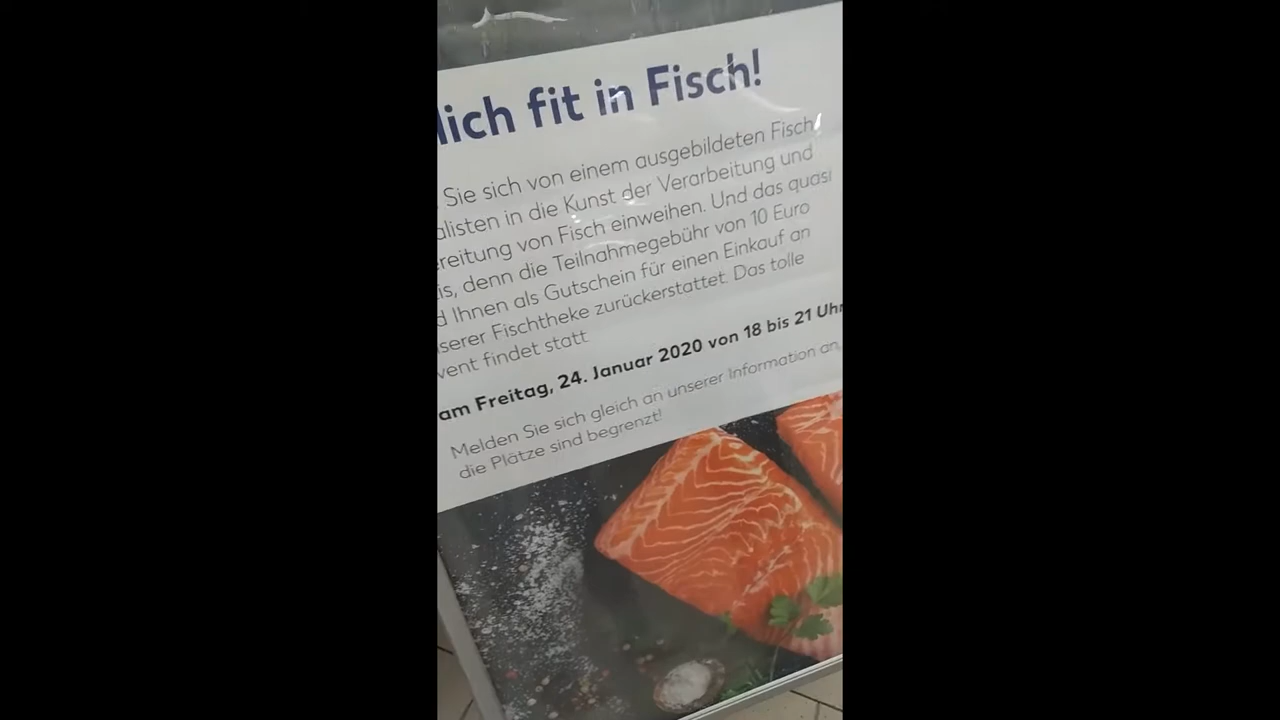 lich fit in Fisch!
Sie sich von einem ausgebildeten Fisch
alisten in die Kunst der Verarbeitung und
reitung von Fisch einweihen. Und das quasi
is, denn die Teilnahmegebühr von 10 Euro
d Ihnen als Gutschein für einen Einkauf an
serer Fischtheke zurückerstattet. Das tolle
vent findet statt
am Freitag, 24. Januar 2020 von 18 bis 21 Uhr
Melden Sie sich gleich an unserer Information an,
die Plätze sind begrenzt!